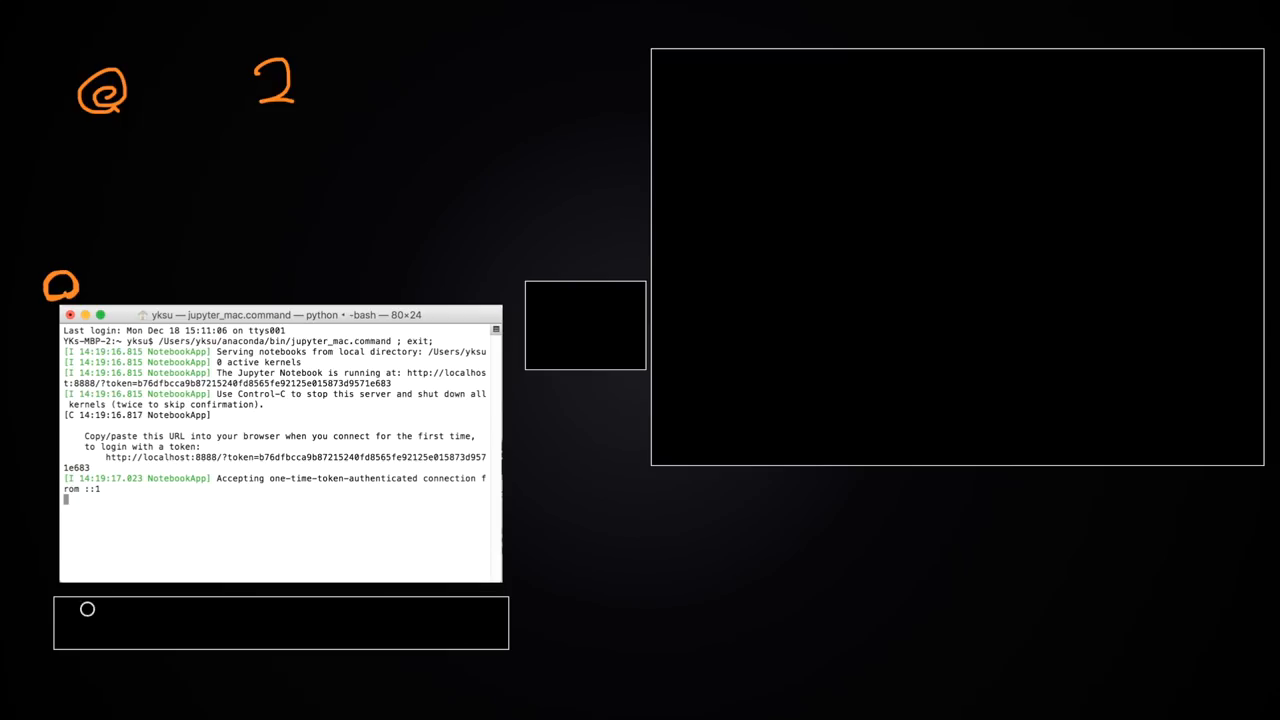 @ 2
yksu — jupyter_mac.command — python • -bash — 80×24
Last login: Mon Dec 18 15:11:06 on ttys001
YKs-MBP-2:~ yksu$ /Users/yksu/anaconda/bin/jupyter_mac.command ; exit;
[I 14:19:16.815 NotebookApp] Serving notebooks from local directory: /Users/yksu
[I 14:19:16.815 NotebookApp] 0 active kernels
[I 14:19:16.815 NotebookApp] The Jupyter Notebook is running at: http://localhos
t:8888/?token=b76dfbcca9b87215240fd8565fe92125e015873d9571e683
[I 14:19:16.815 NotebookApp] Use Control-C to stop this server and shut down all
kernels (twice to skip confirmation).
[C 14:19:16.817 NotebookApp]
Copy/paste this URL into your browser when you connect for the first time,
to login with a token:
http://localhost:8888/?token=b76dfbcca9b87215240fd8565fe92125e015873d957
1e683
[I 14:19:17.023 NotebookApp] Accepting one-time-token-authenticated connection f
rom ::1